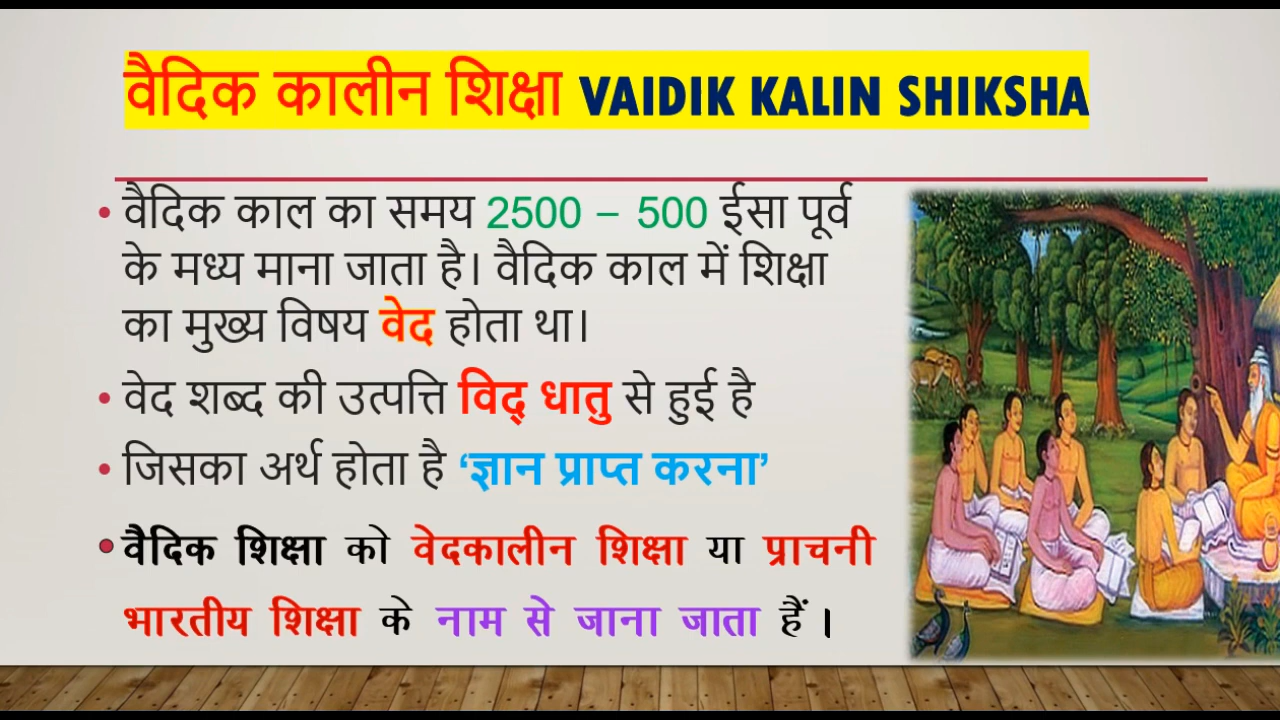 वैदिक कालीन शिक्षा VAIDIK KALIN SHIKSHA
• वैदिक काल का समय 2500 – 500 ईसा पूर्व
के मध्य माना जाता है। वैदिक काल में शिक्षा
का मुख्य विषय वेद होता था।
• वेद शब्द की उत्पत्ति विद् धातु से हुई है
• जिसका अर्थ होता है ‘ज्ञान प्राप्त करना’
• वैदिक शिक्षा को वेदकालीन शिक्षा या प्राचनी
भारतीय शिक्षा के नाम से जाना जाता हैं ।